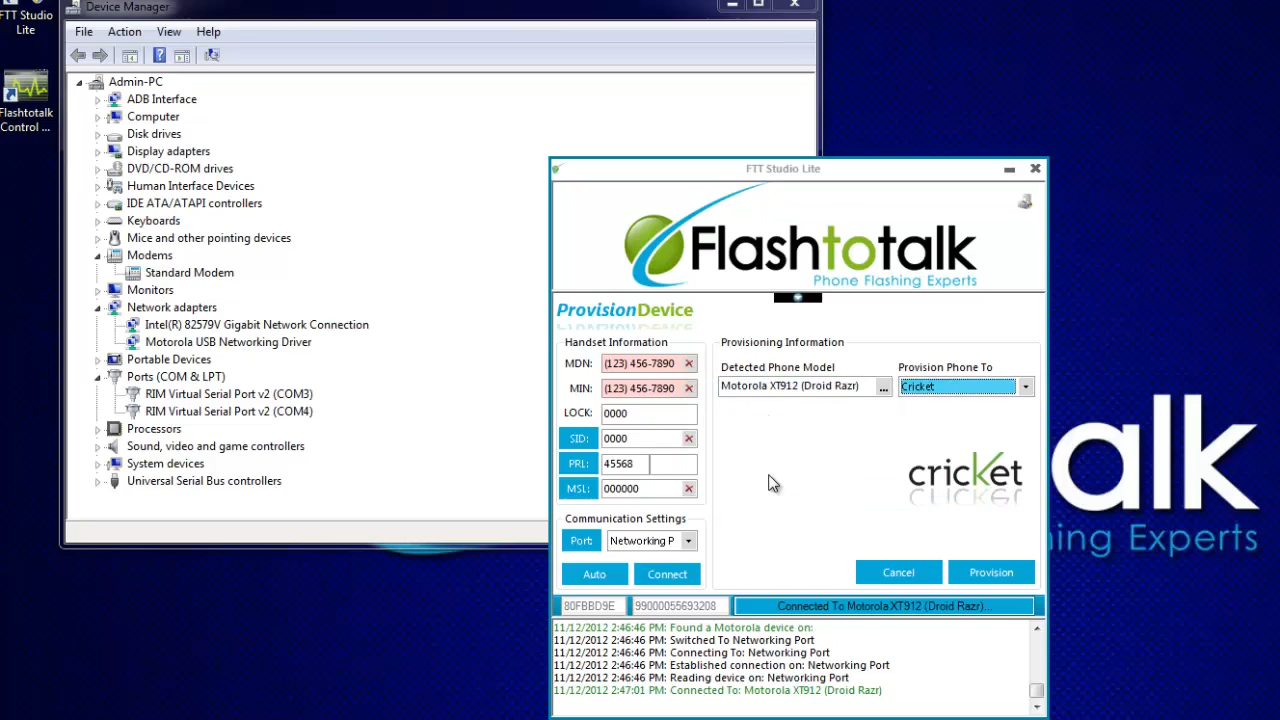 FTT Studio
Lite
Flashtotalk
Control ...
Device Manager
File Action View Help
Admin-PC
ADB Interface
Computer
Disk drives
Display adapters
DVD/CD-ROM drives
Human Interface Devices
IDE ATA/ATAPI controllers
Keyboards
Mice and other pointing devices
Modems
Standard Modem
Monitors
Network adapters
Intel(R) 82579V Gigabit Network Connection
Motorola USB Networking Driver
Portable Devices
Ports (COM & LPT)
RIM Virtual Serial Port v2 (COM3)
RIM Virtual Serial Port v2 (COM4)
Processors
Sound, video and game controllers
System devices
Universal Serial Bus controllers
FTT Studio Lite
Flashtotalk
Phone Flashing Experts
ProvisionDevice
Handset Information
MDN: (123) 456-7890
MIN: (123) 456-7890
LOCK: 0000
SID: 0000
PRL: 45568
MSL: 000000
Communication Settings
Port: Networking P
Auto Connect
Provisioning Information
Detected Phone Model Provision Phone To
Motorola XT912 (Droid Razr) ... Cricket
cricket
Cancel Provision
80FBBD9E 99000055693208 Connected To Motorola XT912 (Droid Razr)...
11/12/2012 2:46:46 PM: Found a Motorola device on:
11/12/2012 2:46:46 PM: Switched To Networking Port
11/12/2012 2:46:46 PM: Connecting To: Networking Port
11/12/2012 2:46:46 PM: Established connection on: Networking Port
11/12/2012 2:46:46 PM: Reading device on: Networking Port
11/12/2012 2:47:01 PM: Connected To: Motorola XT912 (Droid Razr)
alk
hing Experts